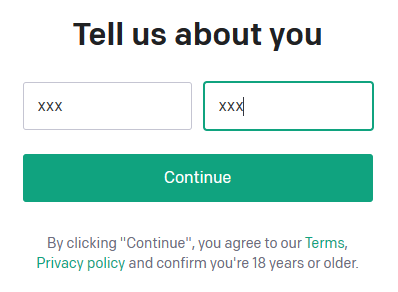 Tell us about you
xxx xxx
Continue
By clicking "Continue", you agree to our Terms,
Privacy policy and confirm you're 18 years or older.